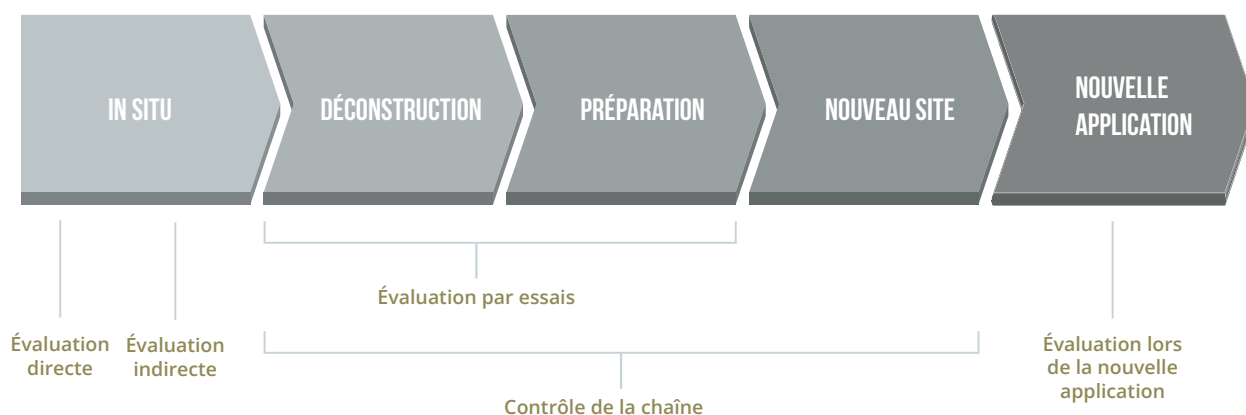 IN SITU
DÉCONSTRUCTION
PRÉPARATION
NOUVEAU SITE
NOUVELLE
APPLICATION
Évaluation par essais
Évaluation
directe
Évaluation
indirecte
Évaluation lors
de la nouvelle
application
Contrôle de la chaîne